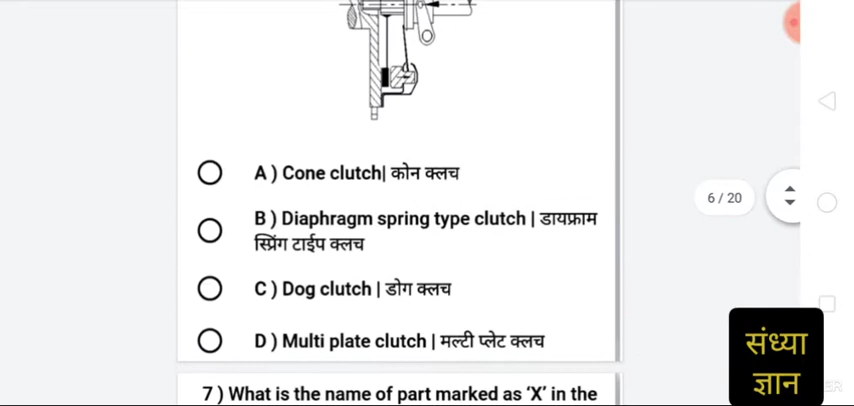 A ) Cone clutch| कोन क्लच
B ) Diaphragm spring type clutch | डायफ्राम
स्प्रिंग टाईप क्लच
6 / 20
C ) Dog clutch | डोग क्लच
D ) Multi plate clutch | मल्टी प्लेट क्लच
संध्या
ज्ञान
7 ) What is the name of part marked as ‘X’ in the